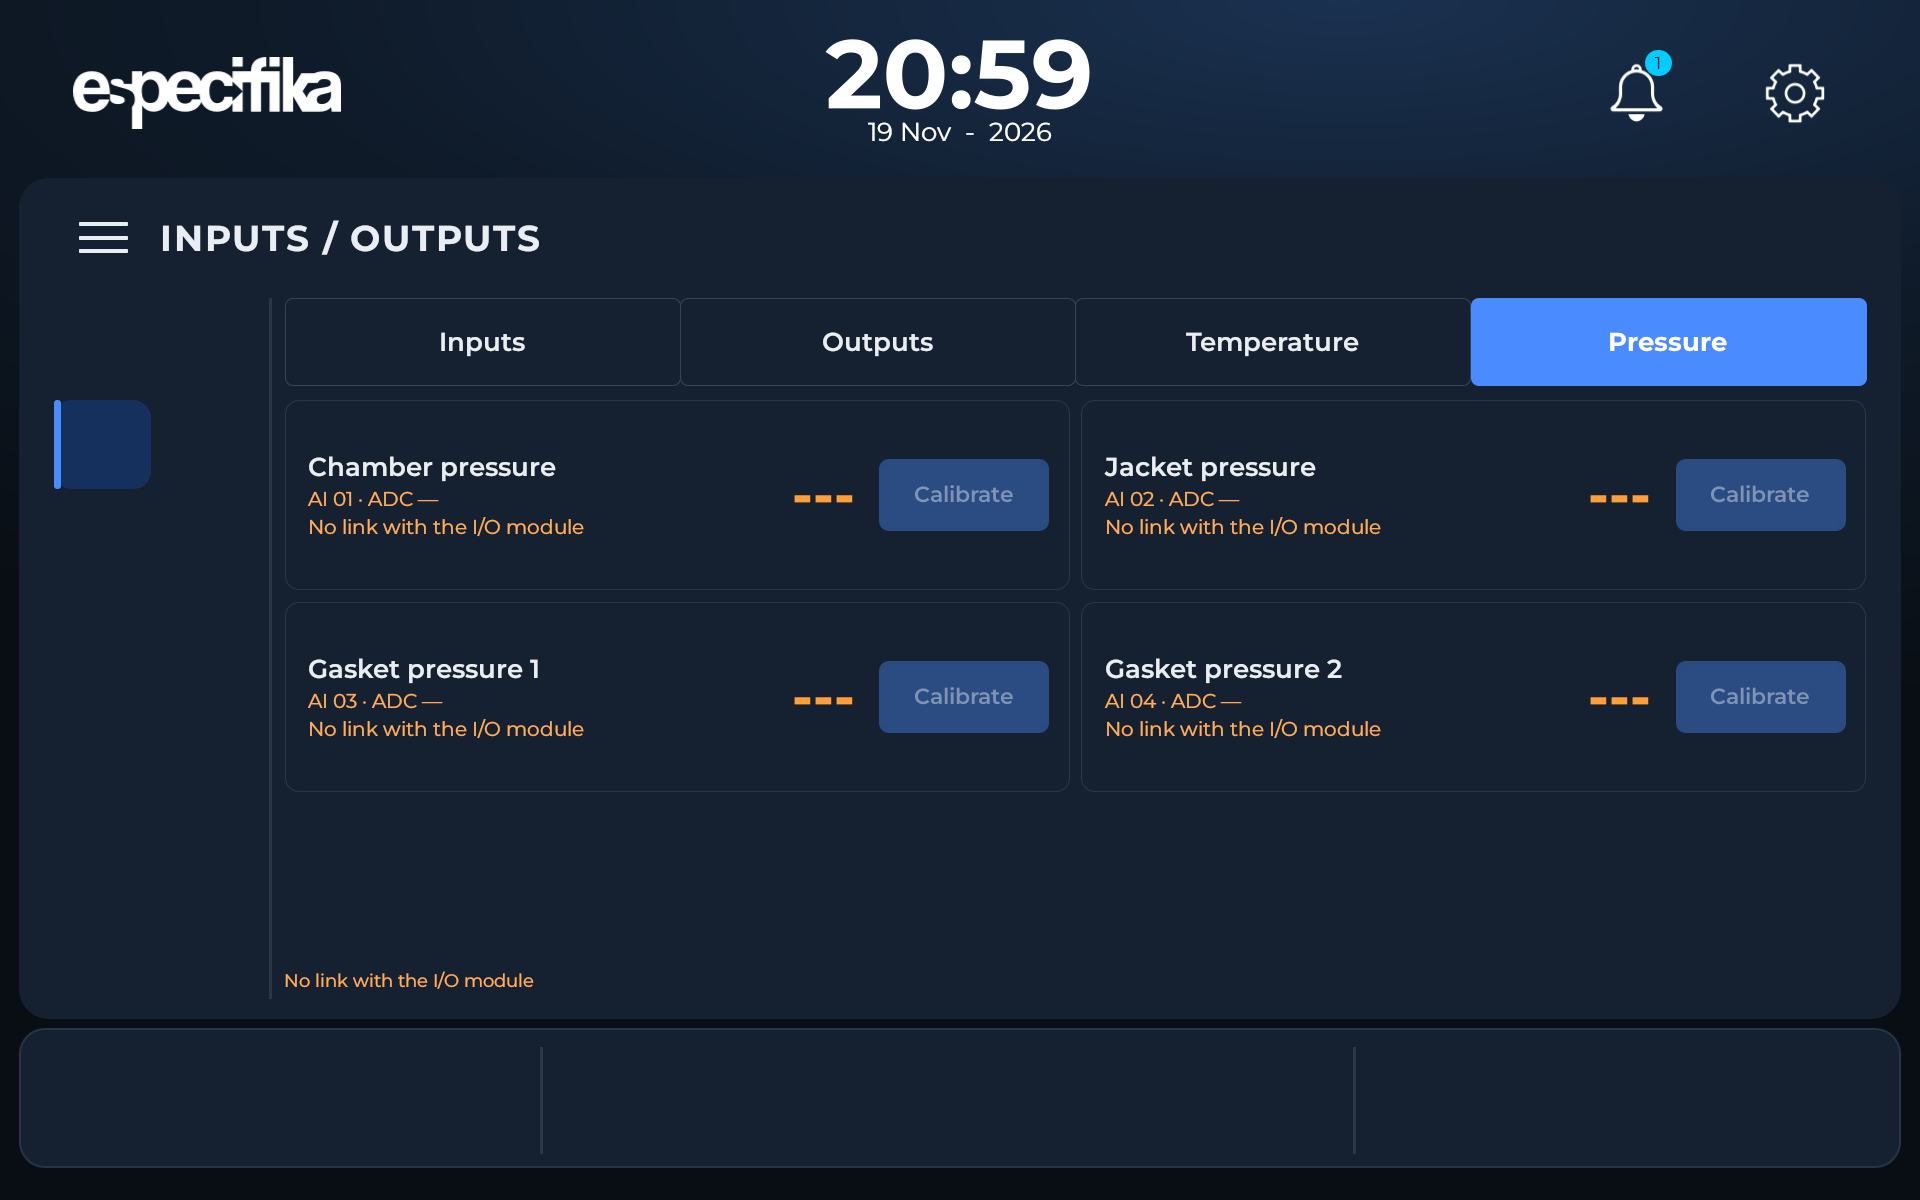 especifika
20:59
19 Nov - 2026
1
INPUTS / OUTPUTS
Inputs
Outputs
Temperature
Pressure
Chamber pressure
AI 01 · ADC —
No link with the I/O module
---
Calibrate
Jacket pressure
AI 02 · ADC —
No link with the I/O module
---
Calibrate
Gasket pressure 1
AI 03 · ADC —
No link with the I/O module
---
Calibrate
Gasket pressure 2
AI 04 · ADC —
No link with the I/O module
---
Calibrate
No link with the I/O module